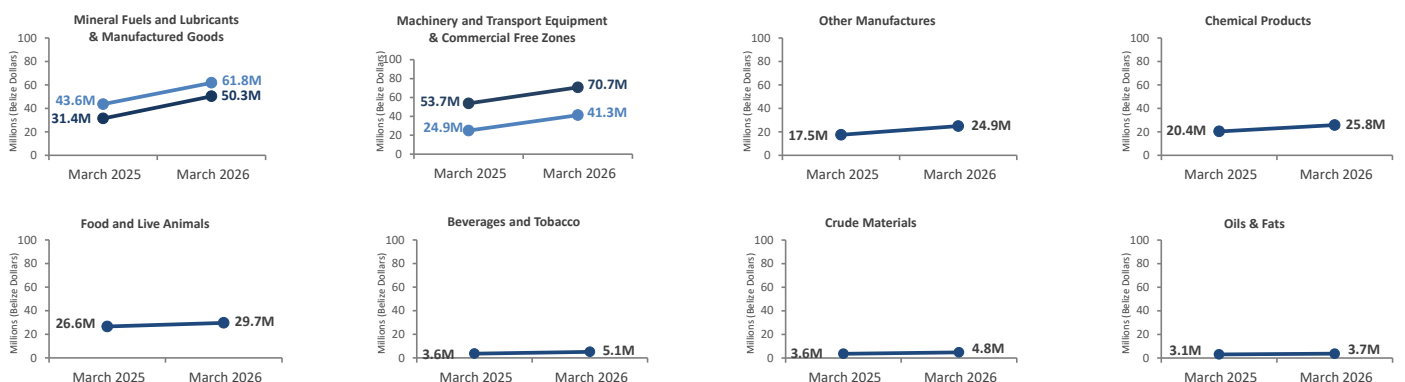 Mineral Fuels and Lubricants
& Manufactured Goods
Millions (Belize Dollars)
100
80
60
40
20
0
43.6M
31.4M
61.8M
50.3M
March 2025
March 2026
Machinery and Transport Equipment
& Commercial Free Zones
Millions (Belize Dollars)
100
80
60
40
20
0
53.7M
24.9M
70.7M
41.3M
March 2025
March 2026
Other Manufactures
Millions (Belize Dollars)
100
80
60
40
20
0
17.5M
24.9M
March 2025
March 2026
Chemical Products
Millions (Belize Dollars)
100
80
60
40
20
0
20.4M
25.8M
March 2025
March 2026
Food and Live Animals
Millions (Belize Dollars)
100
80
60
40
20
0
26.6M
29.7M
March 2025
March 2026
Beverages and Tobacco
Millions (Belize Dollars)
100
80
60
40
20
0
3.6M
5.1M
March 2025
March 2026
Crude Materials
Millions (Belize Dollars)
100
80
60
40
20
0
3.6M
4.8M
March 2025
March 2026
Oils & Fats
Millions (Belize Dollars)
100
80
60
40
20
0
3.1M
3.7M
March 2025
March 2026